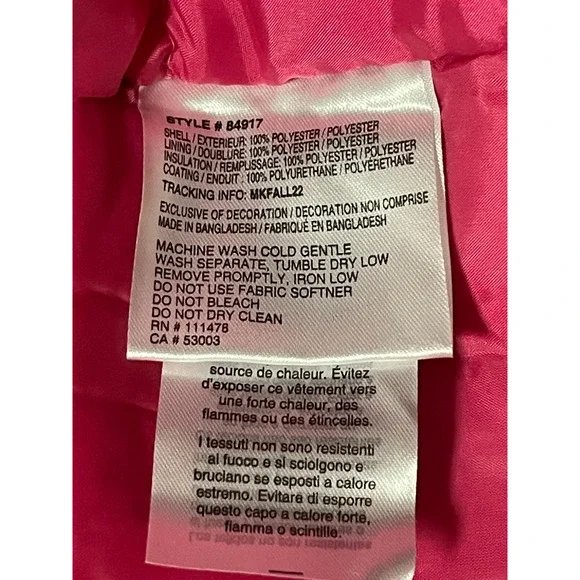 STYLE # 84917
SHELL / EXTERIEUR: 100% POLYESTER / POLYESTER
LINING / DOUBLURE: 100% POLYESTER / POLYESTER
INSULATION / REMPLISSAGE: 100% POLYESTER / POLYESTER
COATING / ENDUIT: 100% POLYURETHANE / POLYURETHANE
TRACKING INFO: MKFALL22
EXCLUSIVE OF DECORATION / DECORATION NON COMPRISE
MADE IN BANGLADESH / FABRIQUÉ EN BANGLADESH
MACHINE WASH COLD GENTLE
WASH SEPARATE, TUMBLE DRY LOW
REMOVE PROMPTLY, IRON LOW
DO NOT USE FABRIC SOFTNER
DO NOT BLEACH
DO NOT DRY CLEAN
RN # 111478
CA # 53003
source de chaleur. Évitez
d'exposer ce vêtement vers
une forte chaleur, des
flammes ou des étincelles.
I tessuti non sono resistenti
al fuoco e si sciolgono e
bruciano se esposti a calore
estremo. Evitare di esporre
questo capo a calore forte,
fiamma o scintille.